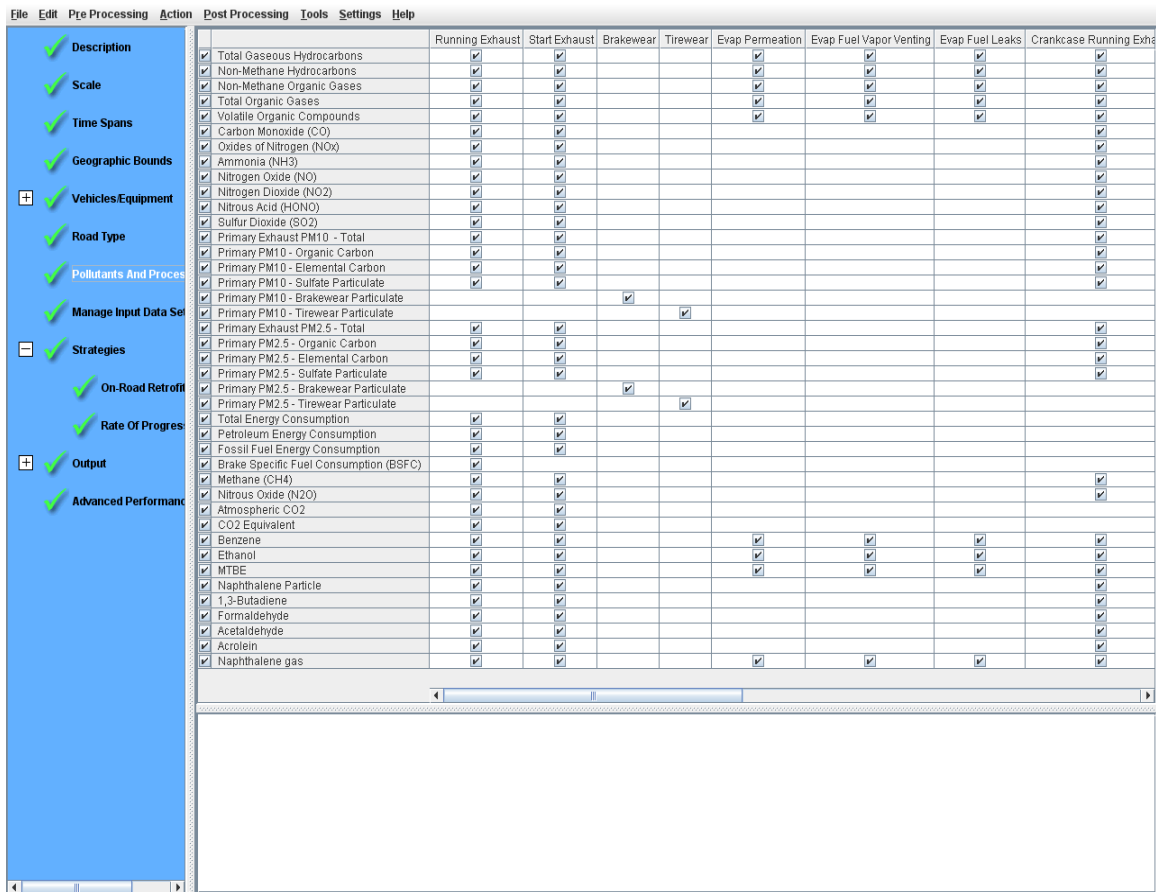 File Edit Pre Processing Action Post Processing Tools Settings Help
Description
Scale
Time Spans
Geographic Bounds
Vehicles/Equipment
Road Type
Pollutants And Proces
Manage Input Data Set
Strategies
On-Road Retrofit
Rate Of Progress
Output
Advanced Performanc
Running Exhaust Start Exhaust Brakewear Tirewear Evap Permeation Evap Fuel Vapor Venting Evap Fuel Leaks Crankcase Running Exha
Total Gaseous Hydrocarbons
Non-Methane Hydrocarbons
Non-Methane Organic Gases
Total Organic Gases
Volatile Organic Compounds
Carbon Monoxide (CO)
Oxides of Nitrogen (NOx)
Ammonia (NH3)
Nitrogen Oxide (NO)
Nitrogen Dioxide (NO2)
Nitrous Acid (HONO)
Sulfur Dioxide (SO2)
Primary Exhaust PM10 - Total
Primary PM10 - Organic Carbon
Primary PM10 - Elemental Carbon
Primary PM10 - Sulfate Particulate
Primary PM10 - Brakewear Particulate
Primary PM10 - Tirewear Particulate
Primary Exhaust PM2.5 - Total
Primary PM2.5 - Organic Carbon
Primary PM2.5 - Elemental Carbon
Primary PM2.5 - Sulfate Particulate
Primary PM2.5 - Brakewear Particulate
Primary PM2.5 - Tirewear Particulate
Total Energy Consumption
Petroleum Energy Consumption
Fossil Fuel Energy Consumption
Brake Specific Fuel Consumption (BSFC)
Methane (CH4)
Nitrous Oxide (N2O)
Atmospheric CO2
CO2 Equivalent
Benzene
Ethanol
MTBE
Naphthalene Particle
1,3-Butadiene
Formaldehyde
Acetaldehyde
Acrolein
Naphthalene gas